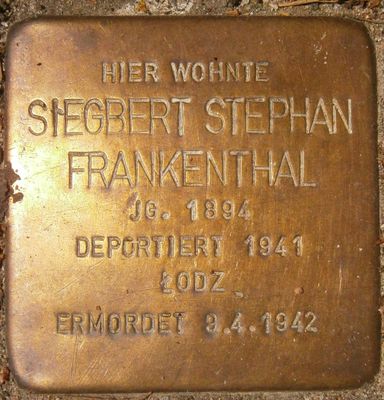 HIER WOHNTE
SIEGBERT STEPHAN
FRANKENTHAL
JG. 1894
DEPORTIERT 1941
ŁODZ
ERMORDET 9.4.1942